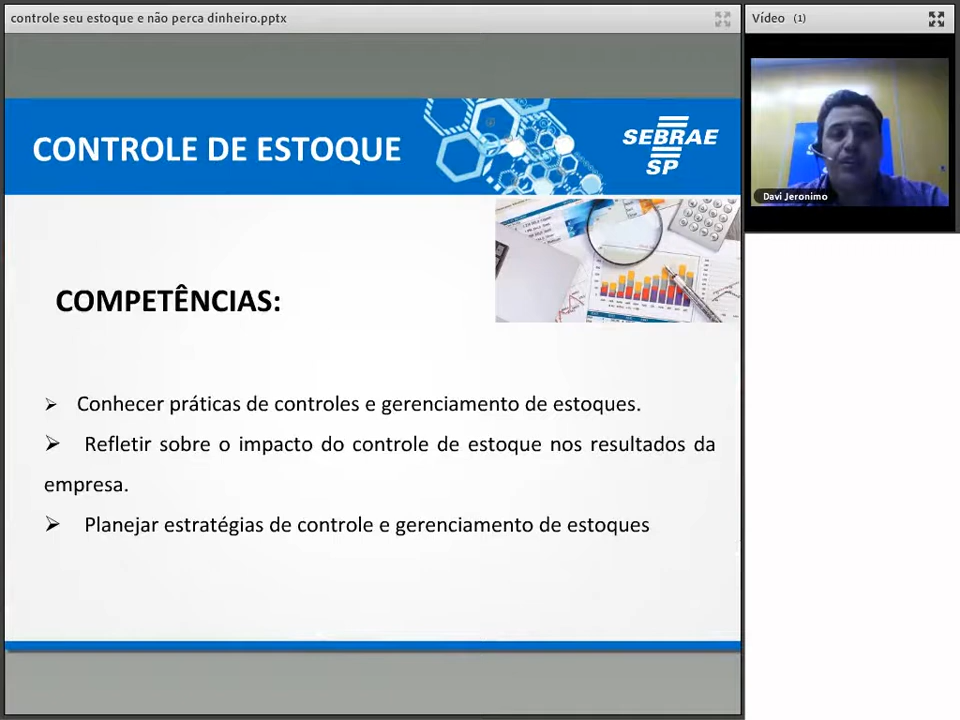 controle seu estoque e não perca dinheiro.pptx
Vídeo (1)
CONTROLE DE ESTOQUE
SEBRAE
SP
Davi Jeronimo
COMPETÊNCIAS:
➢ Conhecer práticas de controles e gerenciamento de estoques.
➢ Refletir sobre o impacto do controle de estoque nos resultados da
empresa.
➢ Planejar estratégias de controle e gerenciamento de estoques